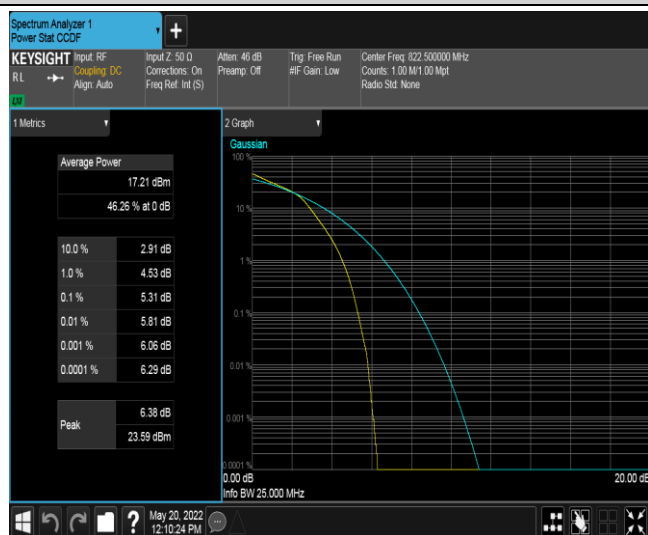 Spectrum Analyzer 1
Power Stat CCDF
+
KEYSIGHT
RL
Input: RF
Coupling: DC
Align: Auto
Input Z: 50 Ω
Corrections: On
Freq Ref: Int (S)
Atten: 46 dB
Preamp: Off
Trig: Free Run
#IF Gain: Low
Center Freq: 822.500000 MHz
Counts: 1.00 M/1.00 Mpt
Radio Std: None
1 Metrics
Average Power
17.21 dBm
46.26 % at 0 dB
10.0 % 2.91 dB
1.0 % 4.53 dB
0.1 % 5.31 dB
0.01 % 5.81 dB
0.001 % 6.06 dB
0.0001 % 6.29 dB
Peak
6.38 dB
23.59 dBm
2 Graph
Gaussian
100 %
10 %
1 %
0.1 %
0.01 %
0.001 %
0.0001 %
0.00 dB
20.00 dB
Info BW 25.000 MHz
?
May 20, 2022
12:10:24 PM